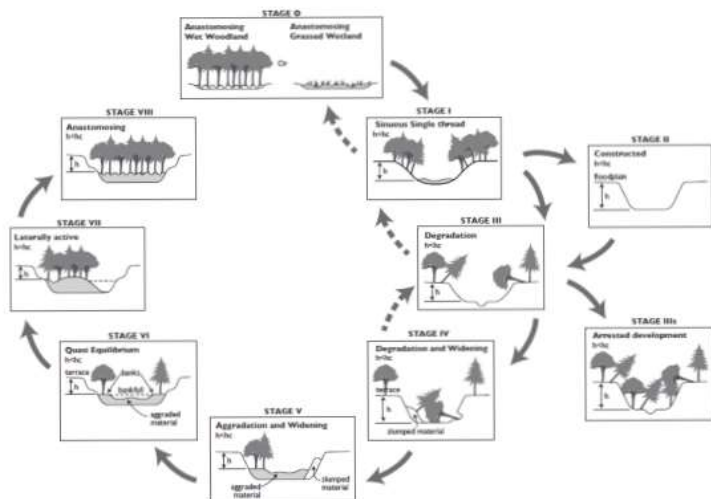 STAGE 0
Anastomosing
Wet Woodland
Or
Anastomosing
Grassed Wetland
STAGE I
Sinuous Single thread
h<hc
h
STAGE II
Constructed
floodplain
h
STAGE III
Degradation
h
STAGE IIIs
Arrested development
h
STAGE IV
Degradation and Widening
terrace
h
slumped material
STAGE V
Aggradation and Widening
h
aggraded
material
slumped
material
STAGE VI
Quasi Equilibrium
terrace
bank
bankfull
h
aggraded
material
STAGE VII
Laterally active
h
STAGE VIII
Anastomosing
h